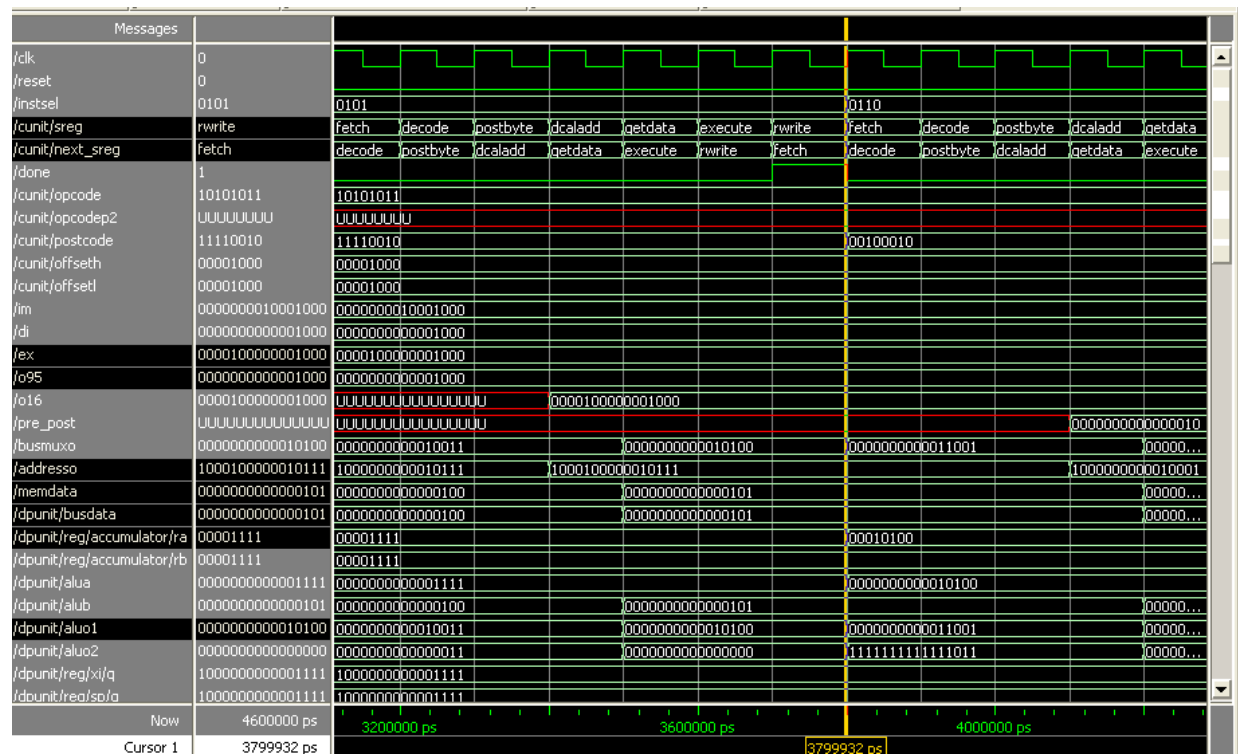 Messages
/clk 0
/reset 0
/instsel 0101 0101 0110
/cunit/sreg rwrite fetch decode postbyte dcaladd getdata execute rwrite fetch decode postbyte dcaladd getdata
/cunit/next_sreg fetch decode postbyte dcaladd getdata execute rwrite fetch decode postbyte dcaladd getdata execute
/done 1
/cunit/opcode 10101011 10101011
/cunit/opcodep2 UUUUUUUU UUUUUUUU
/cunit/postcode 11110010 11110010 00100010
/cunit/offseth 00001000 00001000
/cunit/offsetl 00001000 00001000
/im 0000000010001000 0000000010001000
/di 0000000000001000 0000000000001000
/ex 0000100000001000 0000100000001000
/o95 0000000000001000 0000000000001000
/o16 0000100000001000 UUUUUUUUUUUUUUUU 0000100000001000
/pre_post UUUUUUUUUUUUUUUU UUUUUUUUUUUUUUUU 0000000000000010
/busmuxo 0000000000010100 0000000000010011 0000000000010100 0000000000011001 00000...
/addresso 1000100000010111 1000000000010111 1000100000010111 1000000000010001
/memdata 0000000000000101 0000000000000100 0000000000000101 00000...
/dpunit/busdata 0000000000000101 0000000000000100 0000000000000101 00000...
/dpunit/reg/accumulator/ra 00001111 00001111 00010100
/dpunit/reg/accumulator/rb 00001111 00001111
/dpunit/alua 0000000000001111 0000000000001111 0000000000010100
/dpunit/alub 0000000000000101 0000000000000100 0000000000000101 00000...
/dpunit/aluo1 0000000000010100 0000000000010011 0000000000010100 0000000000011001 00000...
/dpunit/aluo2 0000000000000000 0000000000000011 0000000000000000 1111111111111011 00000...
/dpunit/reg/xi/q 1000000000001111 1000000000001111
/dpunit/reg/sp/q 1000000000001111 1000000000001111
Now 4600000 ps 3200000 ps 3600000 ps 4000000 ps
Cursor 1 3799932 ps 3799932 ps